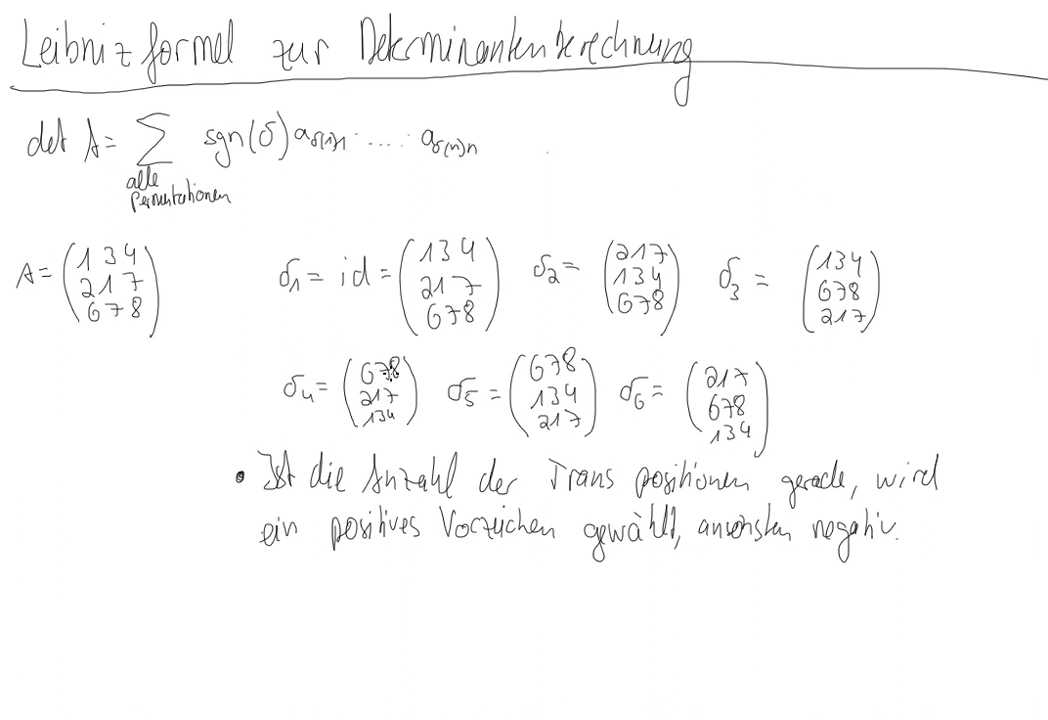 Leibnizformel zur Determinantenberechnung
det A = ∑ sgn(σ) a_σ(1)1 · .... · a_σ(n)n
alle
Permutationen
A = (1 3 4
2 1 7
6 7 8)
σ1 = id = (1 3 4
2 1 7
6 7 8)
σ2 = (2 1 7
1 3 4
6 7 8)
σ3 = (1 3 4
6 7 8
2 1 7)
σ4 = (6 7 8
2 1 7
1 3 4)
σ5 = (6 7 8
1 3 4
2 1 7)
σ6 = (2 1 7
6 7 8
1 3 4)
• Ist die Anzahl der Transpositionen gerade, wird
ein positives Vorzeichen gewählt, ansonsten negativ.